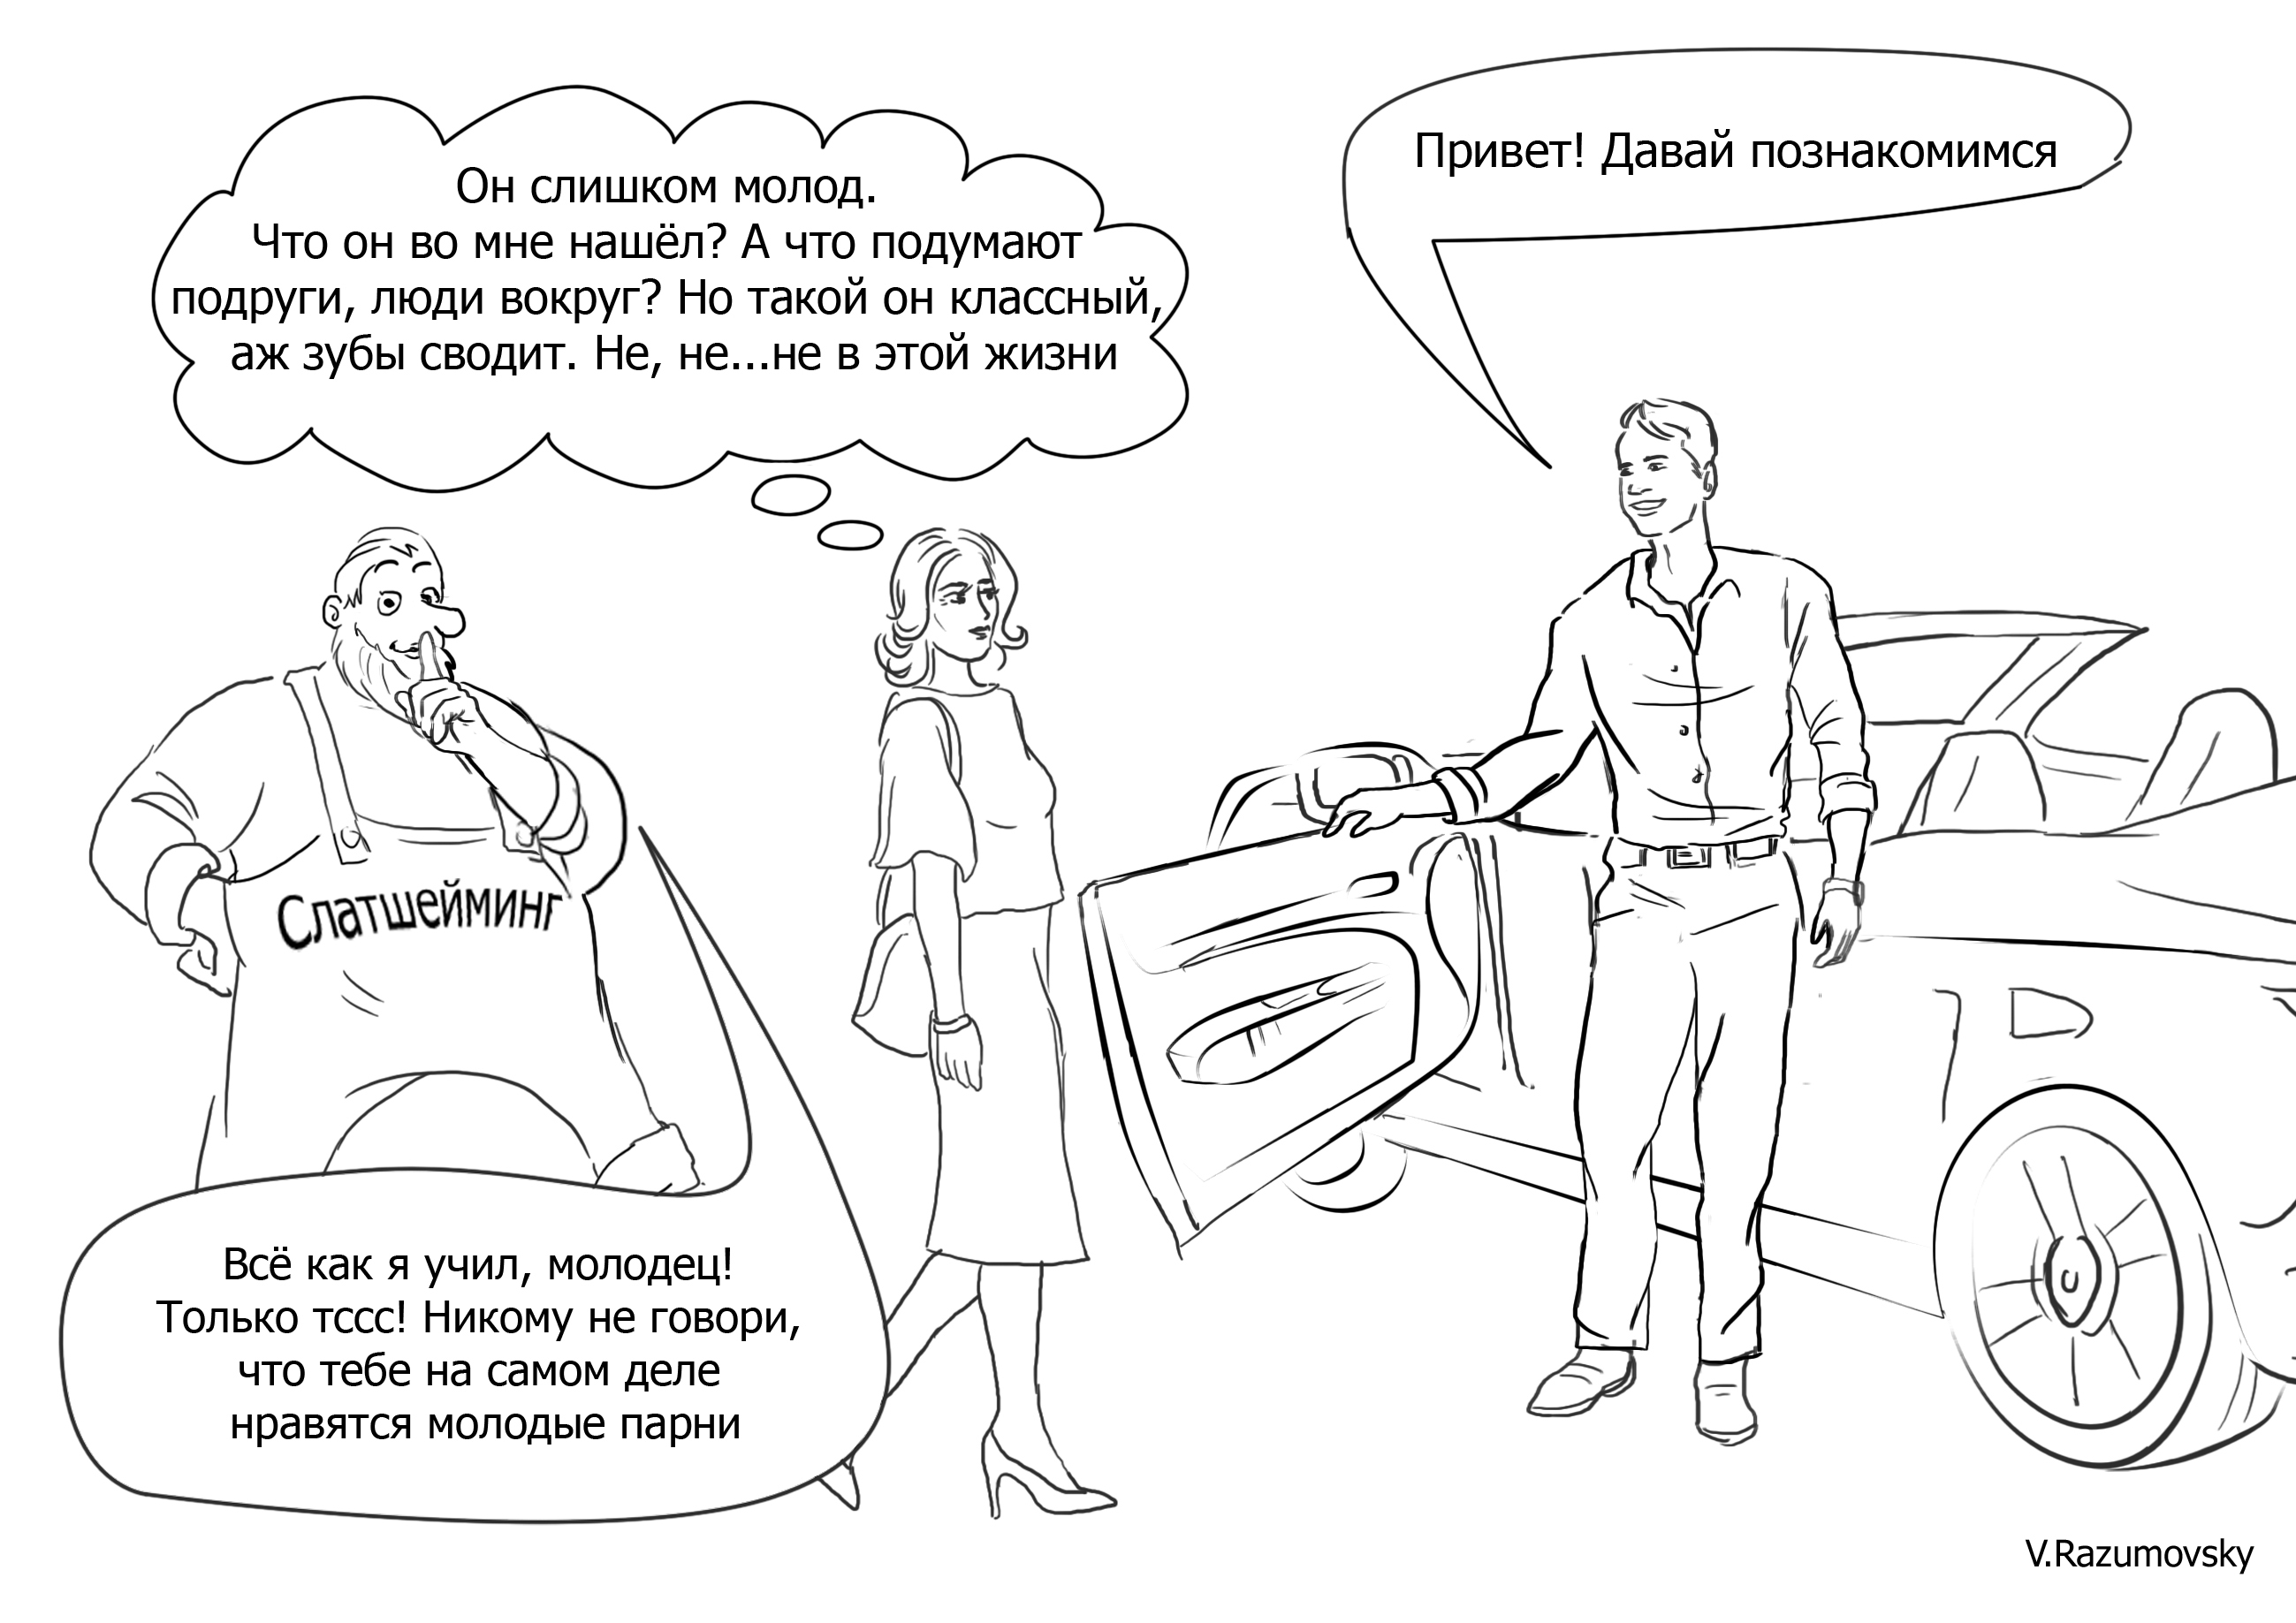 Он слишком молод.
Что он во мне нашёл? А что подумают
подруги, люди вокруг? Но такой он классный,
аж зубы сводит. Не, не...не в этой жизни
Привет! Давай познакомимся
Слатшейминг
Всё как я учил, молодец!
Только тссс! Никому не говори,
что тебе на самом деле
нравятся молодые парни
V.Razumovsky